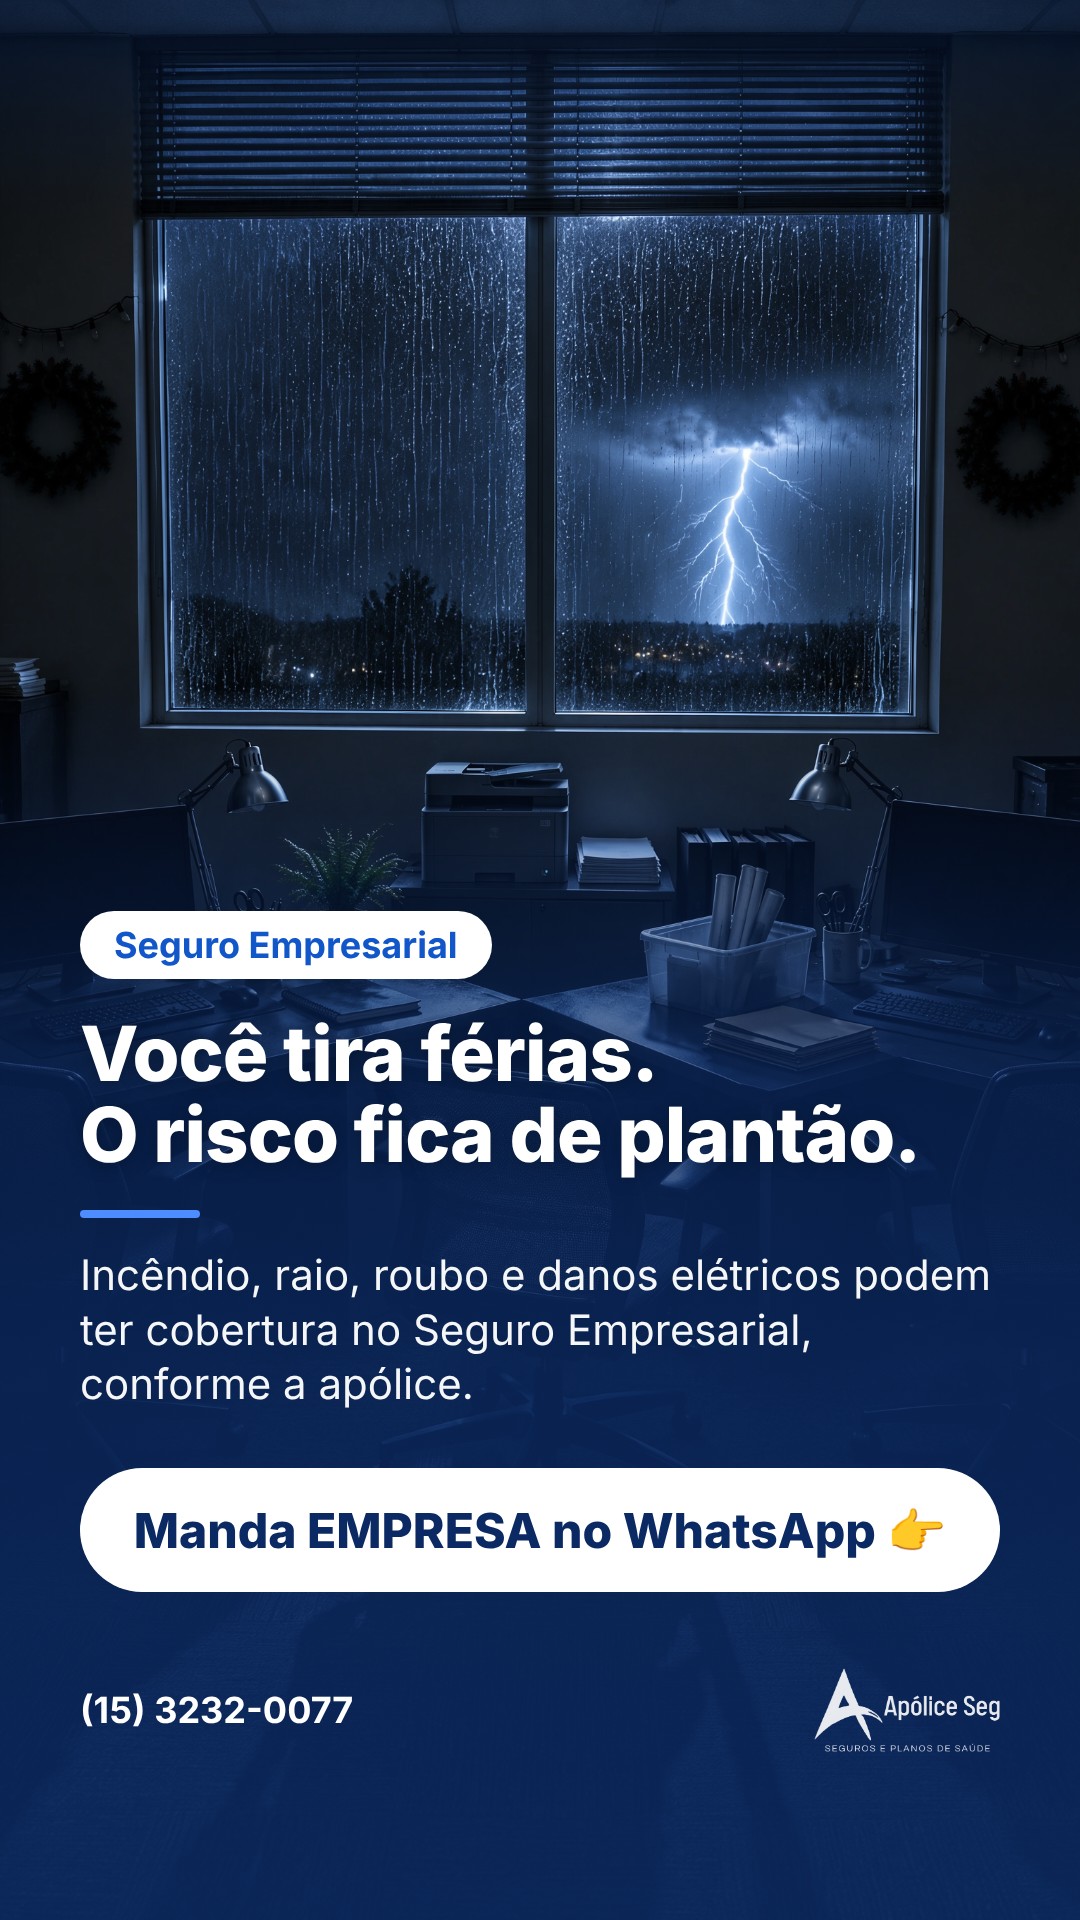 Seguro Empresarial
Você tira férias.
O risco fica de plantão.
Incêndio, raio, roubo e danos elétricos podem
ter cobertura no Seguro Empresarial,
conforme a apólice.
Manda EMPRESA no WhatsApp 👉
(15) 3232-0077
Apólice Seg
SEGUROS E PLANOS DE SAÚDE